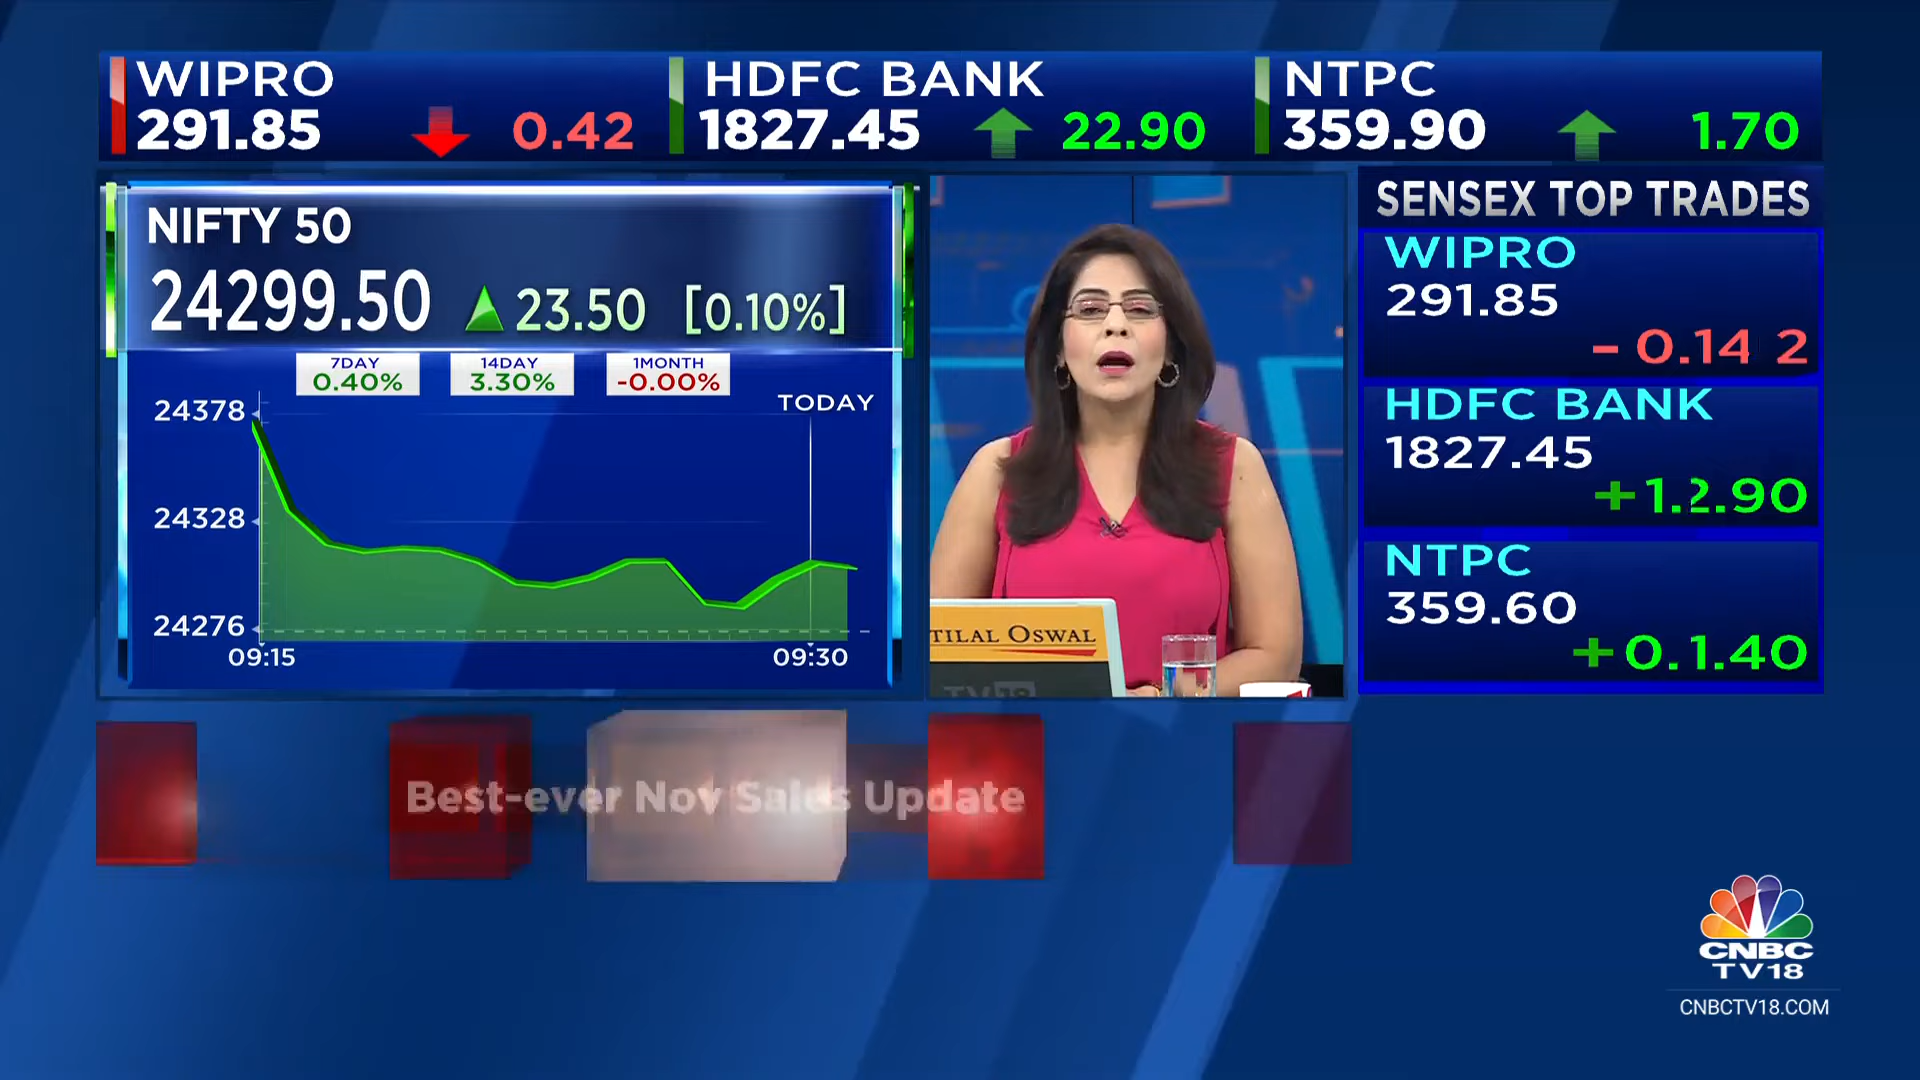 WIPRO
291.85 0.42
HDFC BANK
1827.45 22.90
NTPC
359.90 1.70
NIFTY 50
24299.50 23.50 [0.10%]
7DAY
0.40%
14DAY
3.30%
1MONTH
-0.00%
TODAY
24378
24328
24276
09:15 09:30
TILAL OSWAL
TV18
SENSEX TOP TRADES
WIPRO
291.85
HDFC BANK
1827.45
NTPC
359.60
Best-ever Nov Sales Update
CNBC
TV18
CNBCTV18.COM